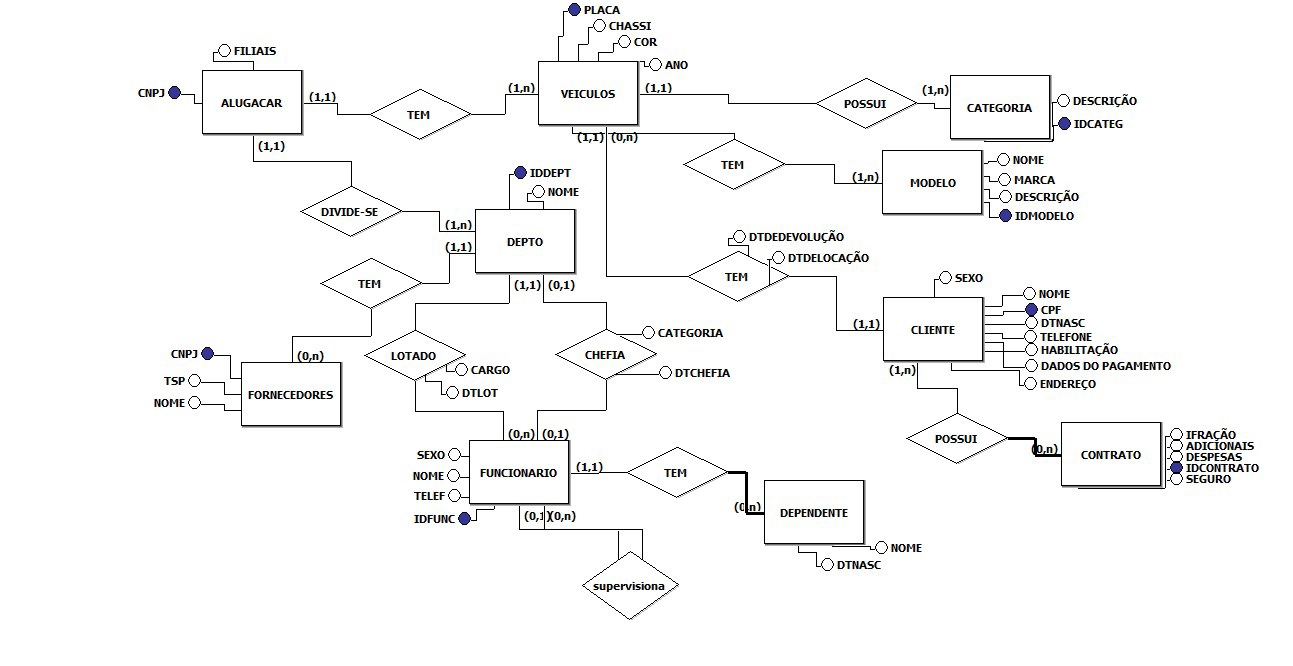 PLACA
CHASSI
COR
ANO
FILIAIS
CNPJ
ALUGACAR
(1,1)
TEM
(1,n)
VEICULOS
(1,1)
POSSUI
(1,n)
CATEGORIA
DESCRIÇÃO
IDCATEG
(1,1)
(1,1)
(0,n)
TEM
(1,n)
MODELO
NOME
MARCA
DESCRIÇÃO
IDMODELO
IDDEPT
NOME
DIVIDE-SE
(1,n)
(1,1)
DEPTO
(1,1)
(0,1)
TEM
DTDEDEVOLUÇÃO
DTDELOCAÇÃO
TEM
(1,1)
CLIENTE
SEXO
NOME
CPF
DTNASC
TELEFONE
HABILITAÇÃO
DADOS DO PAGAMENTO
ENDEREÇO
(1,n)
CNPJ
TSP
NOME
(0,n)
FORNECEDORES
LOTADO
CARGO
DTLOT
CHEFIA
CATEGORIA
DTCHEFIA
POSSUI
(0,n)
CONTRATO
IFRAÇÃO
ADICIONAIS
DESPESAS
IDCONTRATO
SEGURO
(0,n)
(0,1)
SEXO
NOME
TELEF
IDFUNC
FUNCIONARIO
(1,1)
TEM
(0,n)
DEPENDENTE
NOME
DTNASC
(0,1)
(0,n)
supervisiona